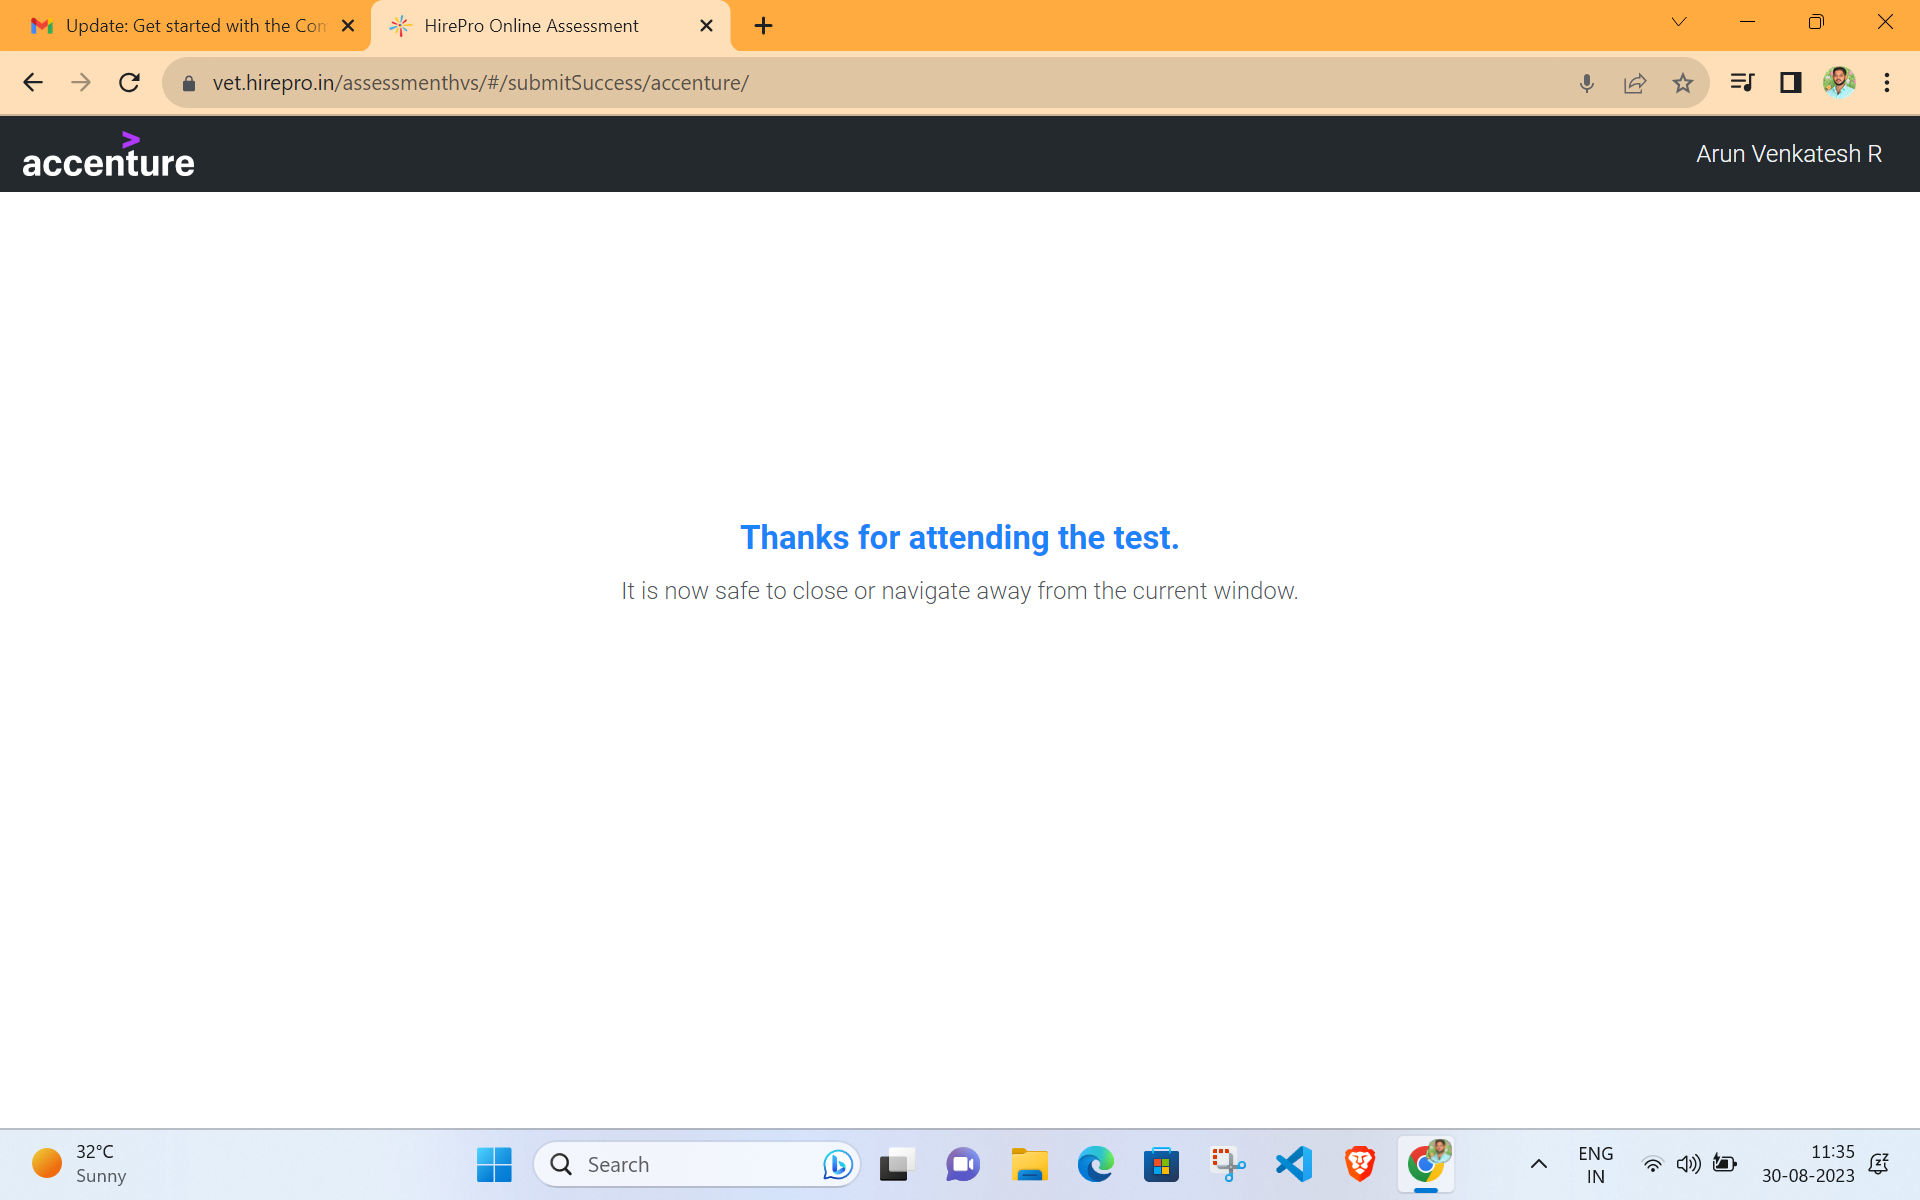 Update: Get started with the Con
HirePro Online Assessment
vet.hirepro.in/assessmenthvs/#/submitSuccess/accenture/
accenture
Arun Venkatesh R
Thanks for attending the test.
It is now safe to close or navigate away from the current window.
32°C
Sunny
Search
ENG
IN
11:35
30-08-2023